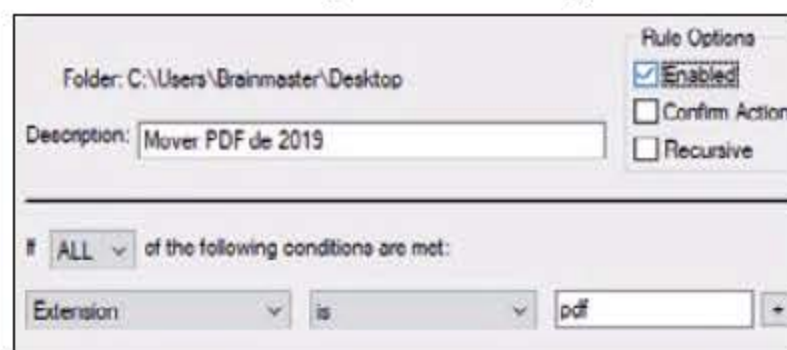 Rule Options
Folder: C:\Users\Brainmaster\Desktop
Enabled
Confirm Action
Description: Mover PDF de 2019
Recursive
If ALL of the following conditions are met:
Extension is pdf +